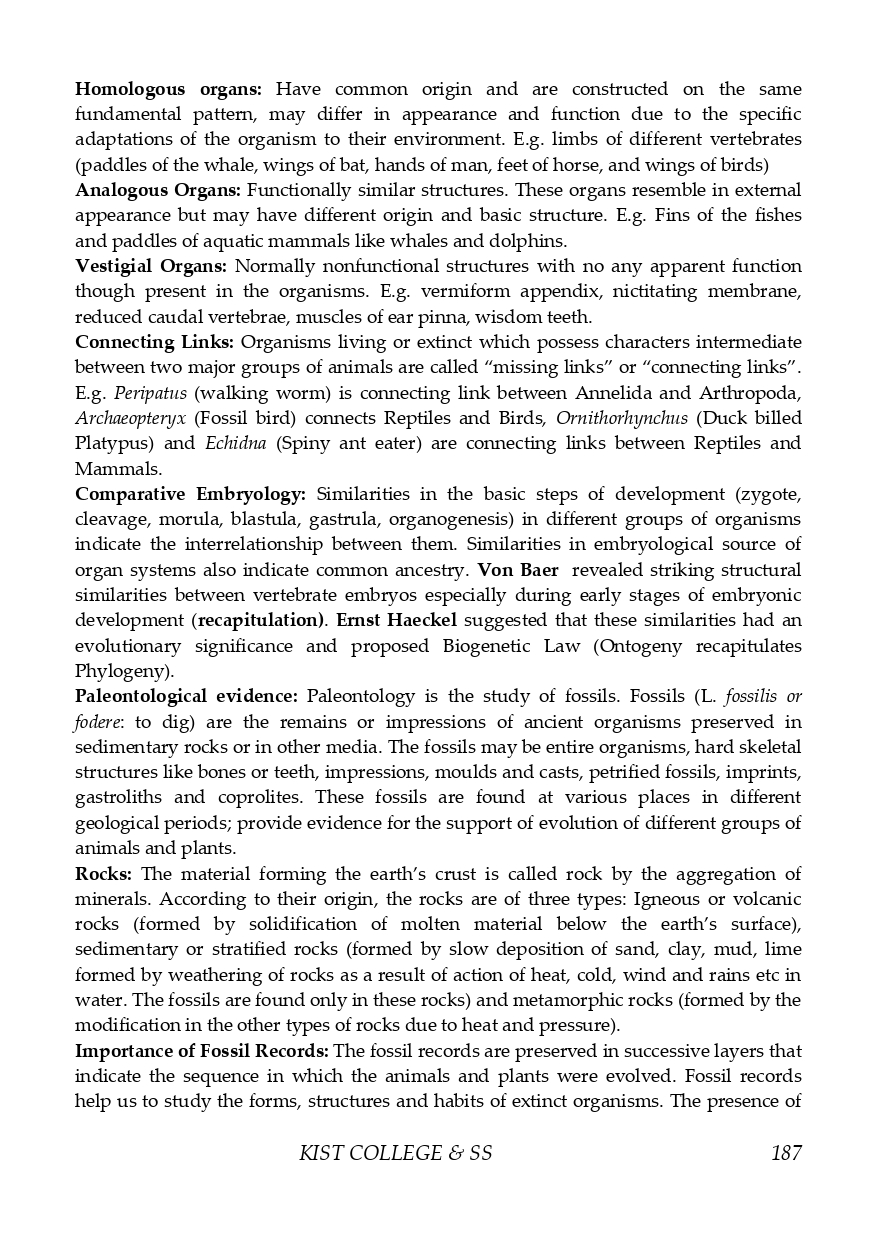 Homologous organs: Have common origin and are constructed on the same
fundamental pattern, may differ in appearance and function due to the specific
adaptations of the organism to their environment. E.g. limbs of different vertebrates
(paddles of the whale, wings of bat, hands of man, feet of horse, and wings of birds)
Analogous Organs: Functionally similar structures. These organs resemble in external
appearance but may have different origin and basic structure. E.g. Fins of the fishes
and paddles of aquatic mammals like whales and dolphins.
Vestigial Organs: Normally nonfunctional structures with no any apparent function
though present in the organisms. E.g. vermiform appendix, nictitating membrane,
reduced caudal vertebrae, muscles of ear pinna, wisdom teeth.
Connecting Links: Organisms living or extinct which possess characters intermediate
between two major groups of animals are called “missing links” or “connecting links”.
E.g. Peripatus (walking worm) is connecting link between Annelida and Arthropoda,
Archaeopteryx (Fossil bird) connects Reptiles and Birds, Ornithorhynchus (Duck billed
Platypus) and Echidna (Spiny ant eater) are connecting links between Reptiles and
Mammals.
Comparative Embryology: Similarities in the basic steps of development (zygote,
cleavage, morula, blastula, gastrula, organogenesis) in different groups of organisms
indicate the interrelationship between them. Similarities in embryological source of
organ systems also indicate common ancestry. Von Baer revealed striking structural
similarities between vertebrate embryos especially during early stages of embryonic
development (recapitulation). Ernst Haeckel suggested that these similarities had an
evolutionary significance and proposed Biogenetic Law (Ontogeny recapitulates
Phylogeny).
Paleontological evidence: Paleontology is the study of fossils. Fossils (L. fossilis or
fodere: to dig) are the remains or impressions of ancient organisms preserved in
sedimentary rocks or in other media. The fossils may be entire organisms, hard skeletal
structures like bones or teeth, impressions, moulds and casts, petrified fossils, imprints,
gastroliths and coprolites. These fossils are found at various places in different
geological periods; provide evidence for the support of evolution of different groups of
animals and plants.
Rocks: The material forming the earth’s crust is called rock by the aggregation of
minerals. According to their origin, the rocks are of three types: Igneous or volcanic
rocks (formed by solidification of molten material below the earth’s surface),
sedimentary or stratified rocks (formed by slow deposition of sand, clay, mud, lime
formed by weathering of rocks as a result of action of heat, cold, wind and rains etc in
water. The fossils are found only in these rocks) and metamorphic rocks (formed by the
modification in the other types of rocks due to heat and pressure).
Importance of Fossil Records: The fossil records are preserved in successive layers that
indicate the sequence in which the animals and plants were evolved. Fossil records
help us to study the forms, structures and habits of extinct organisms. The presence of
KIST COLLEGE & SS 187